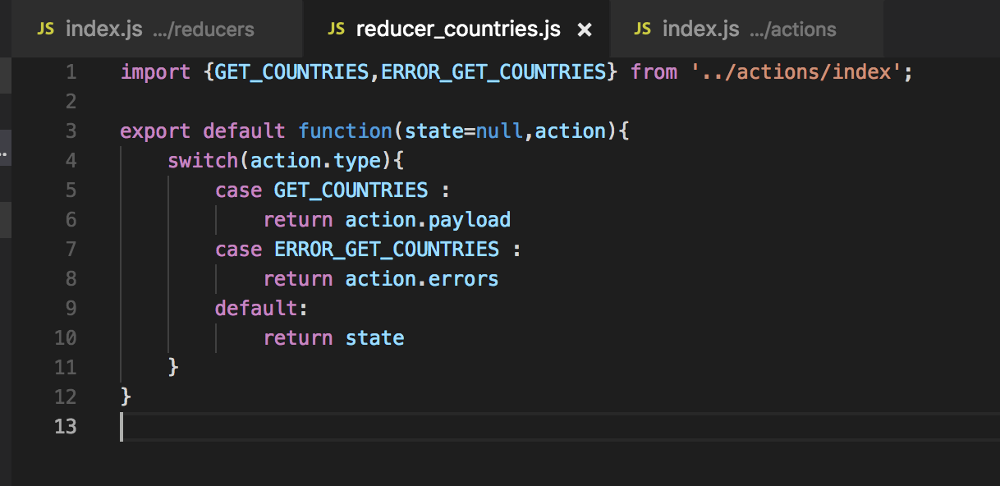 JS index.js .../reducers JS reducer_countries.js × JS index.js .../actions
1 import {GET_COUNTRIES,ERROR_GET_COUNTRIES} from '../actions/index';
2
3 export default function(state=null,action){
4 switch(action.type){
5 case GET_COUNTRIES :
6 return action.payload
7 case ERROR_GET_COUNTRIES :
8 return action.errors
9 default:
10 return state
11 }
12 }
13